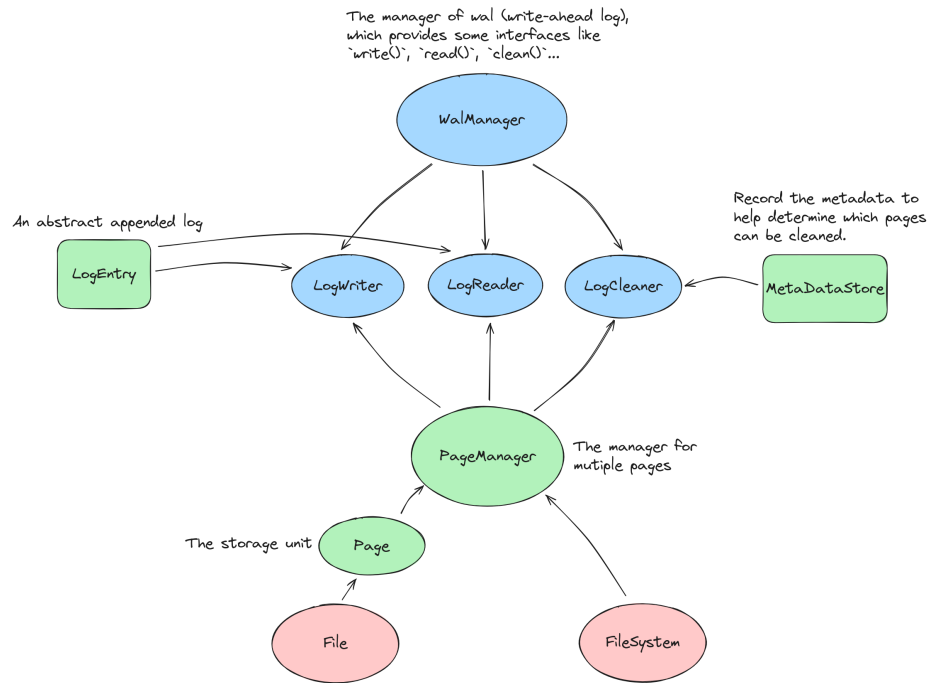 The manager of wal (write-ahead log),
which provides some interfaces like
`write()`, `read()`, `clean()`...
WalManager
Record the metadata to
help determine which pages
can be cleaned.
An abstract appended log
LogEntry
LogWriter
LogReader
LogCleaner
MetaDataStore
PageManager
The manager for
mutiple pages
The storage unit
Page
File
FileSystem